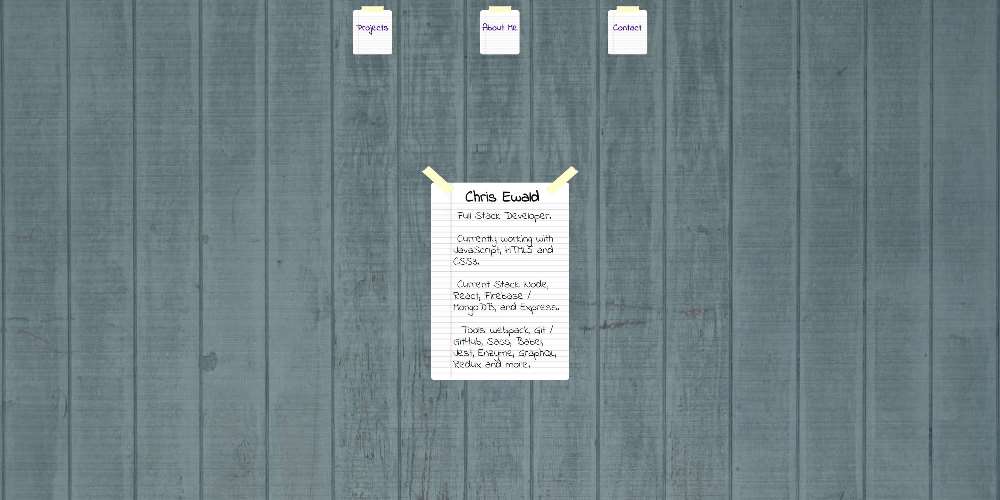 Projects
About Me
Contact
Chris Ewald
Full Stack Developer.
Currently working with
JavaScript, HTML5 and
CSS3.
Current Stack Node,
React, Firebase /
MongoDB, and Express.
Tools: webpack, Git /
GitHub, Sass, Babel,
Jest, Enzyme, GraphQL,
Redux and more.